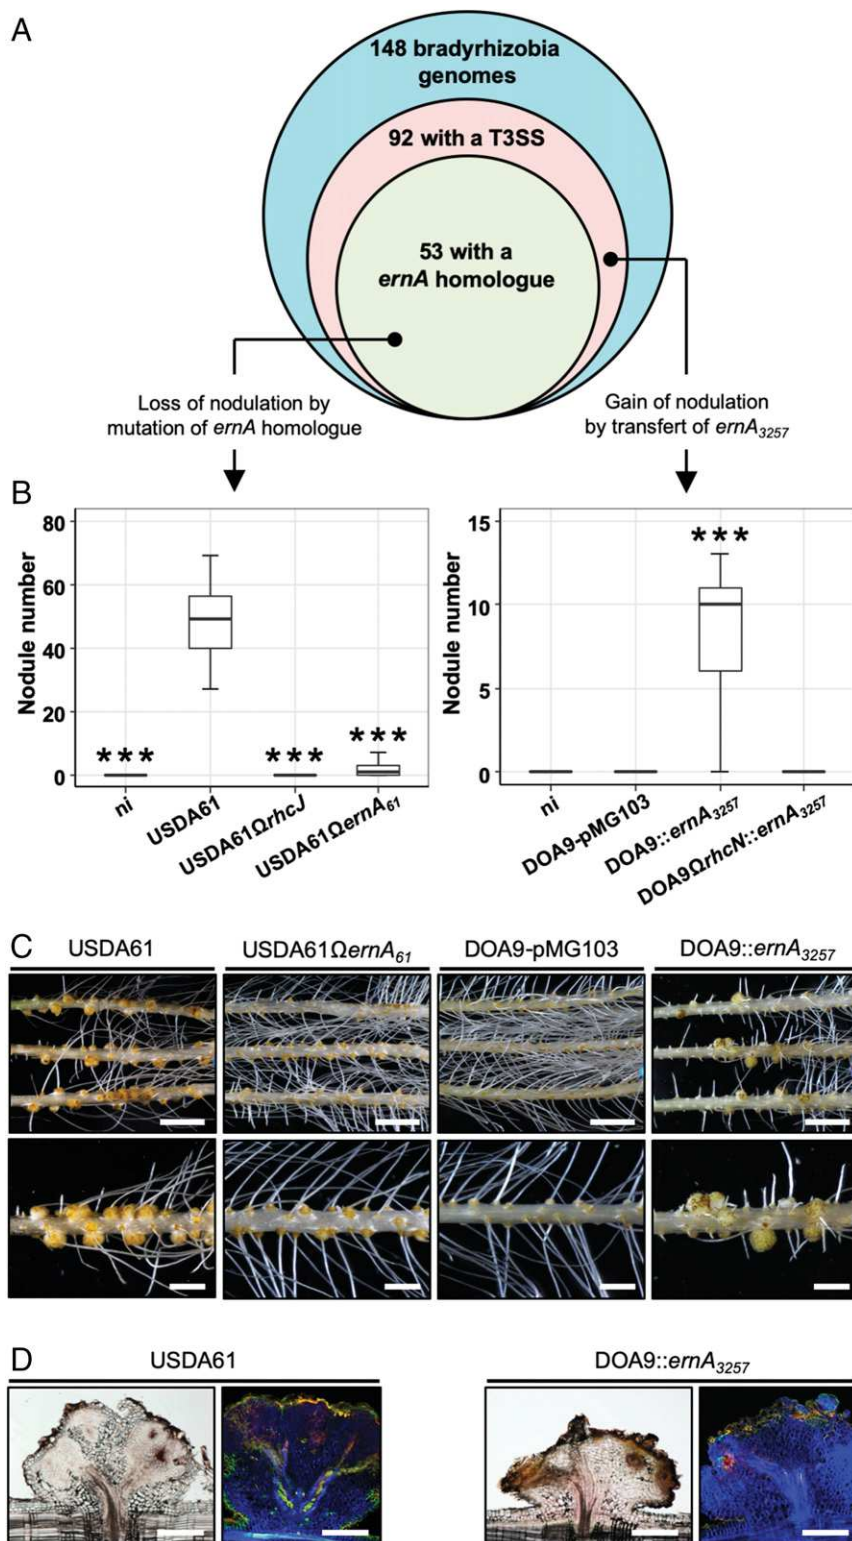 A
148 bradyrhizobia
genomes
92 with a T3SS
53 with a
ernA homologue
Loss of nodulation by
mutation of ernA homologue
Gain of nodulation
by transfert of ernA3257
B
Nodule number
80
60
40
20
0
***
***
***
ni
USDA61
USDA61ΩrhcJ
USDA61ΩernA61
Nodule number
15
10
5
0
***
ni
DOA9-pMG103
DOA9::ernA3257
DOA9ΩrhcN::ernA3257
C
USDA61
USDA61ΩernA61
DOA9-pMG103
DOA9::ernA3257
D
USDA61
DOA9::ernA3257